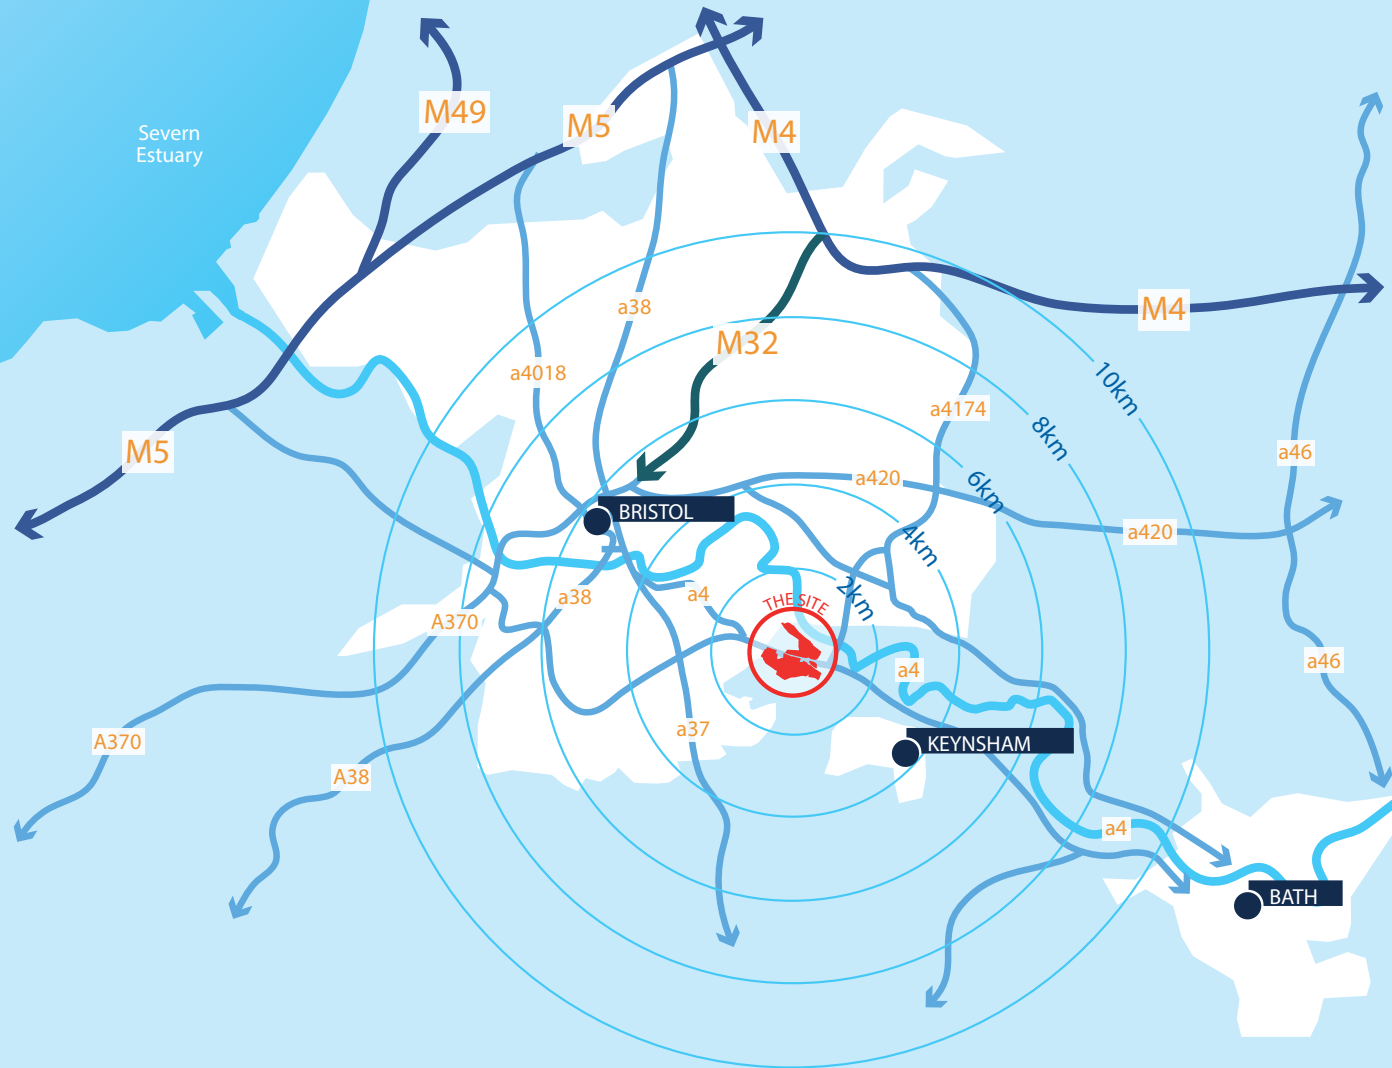 M49
M5
M4
Severn
Estuary
M4
a38
M32
a4018
10km
a4174
8km
M5
a46
6km
a420
BRISTOL
a420
4km
a38
a4
2km
THE SITE
A370
a46
a4
a37
A370
KEYNSHAM
A38
a4
BATH